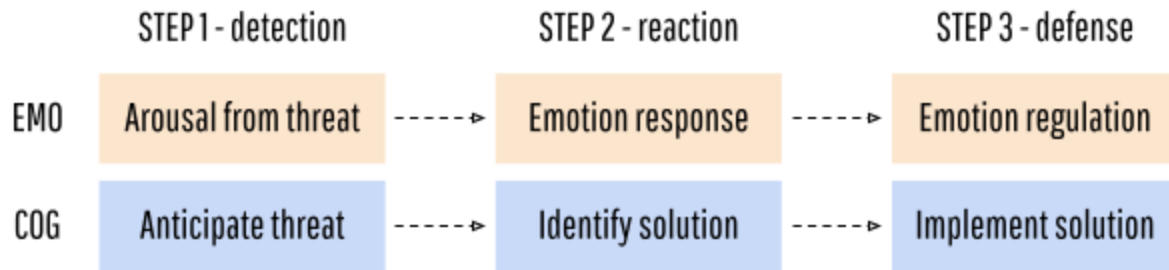 STEP 1 - detection STEP 2 - reaction STEP 3 - defense
EMO Arousal from threat Emotion response Emotion regulation
COG Anticipate threat Identify solution Implement solution